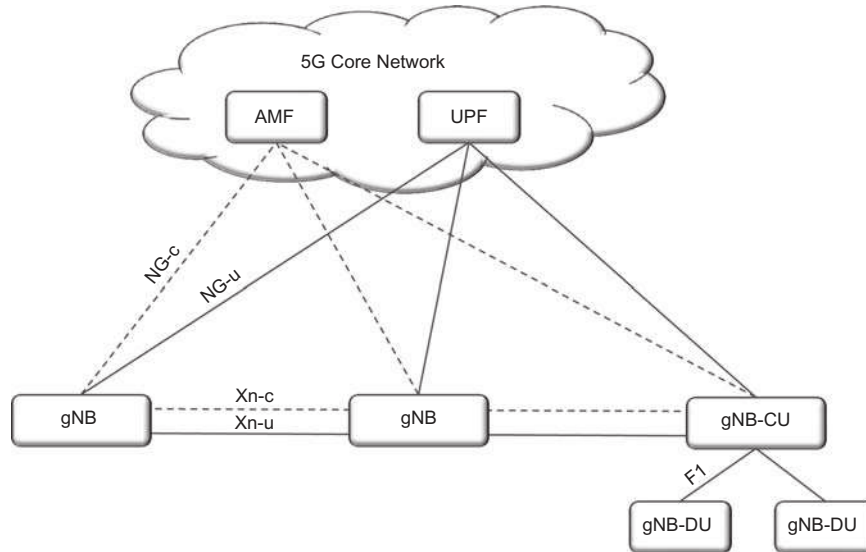 5G Core Network
AMF
UPF
NG-c
NG-u
gNB
Xn-c
Xn-u
gNB
gNB-CU
F1
gNB-DU
gNB-DU